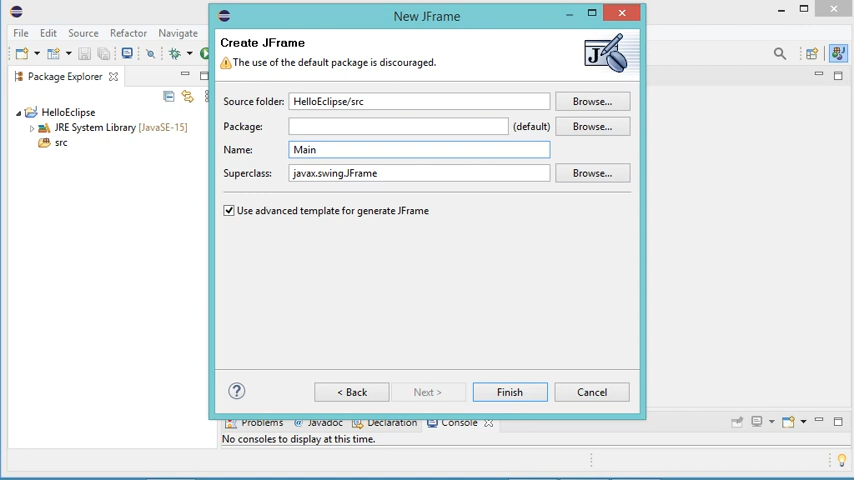 New JFrame
File Edit Source Refactor Navigate
Create JFrame
The use of the default package is discouraged.
Package Explorer
Source folder: HelloEclipse/src Browse...
HelloEclipse
Package: (default) Browse...
JRE System Library [JavaSE-15]
src
Name: Main
Superclass: javax.swing.JFrame Browse...
Use advanced template for generate JFrame
< Back Next > Finish Cancel
Problems @ Javadoc Declaration Console
No consoles to display at this time.